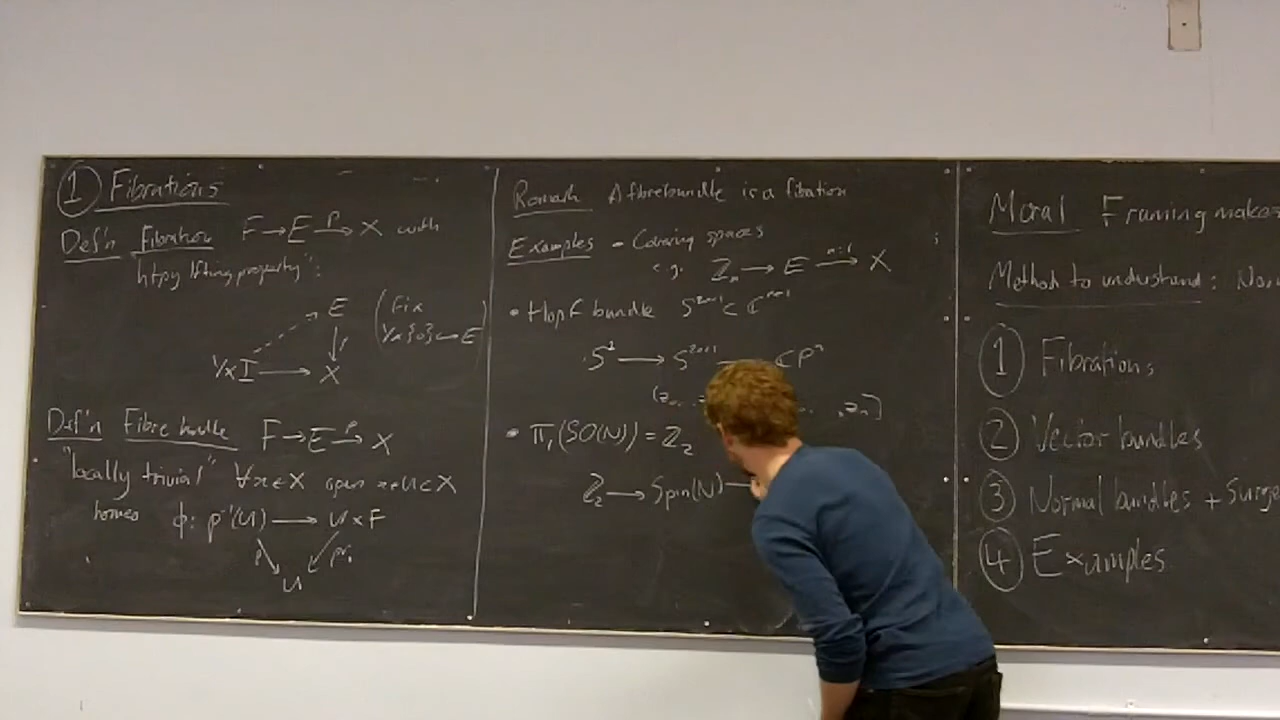 ① Fibrations
Def'n Fibration F → E →p X with
htpy lifting property":
E
(Fix
Y×{0} → E
Y×I → X
Def'n Fibre bundle F → E →p X
"locally trivial" ∀x∈X open x∈U⊂X
homeo φ: p⁻¹(U) → U×F
p pr₁
U
Remark A fibre bundle is a fibration
Examples - Covering spaces
e.g. ℤₙ → E →n:1 X
• Hopf bundle S²ⁿ⁺¹ ⊂ ℂⁿ⁺¹
S¹ → S²ⁿ⁺¹ → ℂPⁿ
, zₙ]
• π₁(SO(N)) = ℤ₂
ℤ₂ → Spin(N) →
Moral Framing makes
Method to understand:
① Fibrations
② Vector bundles
③ Normal bundles +
④ Examples